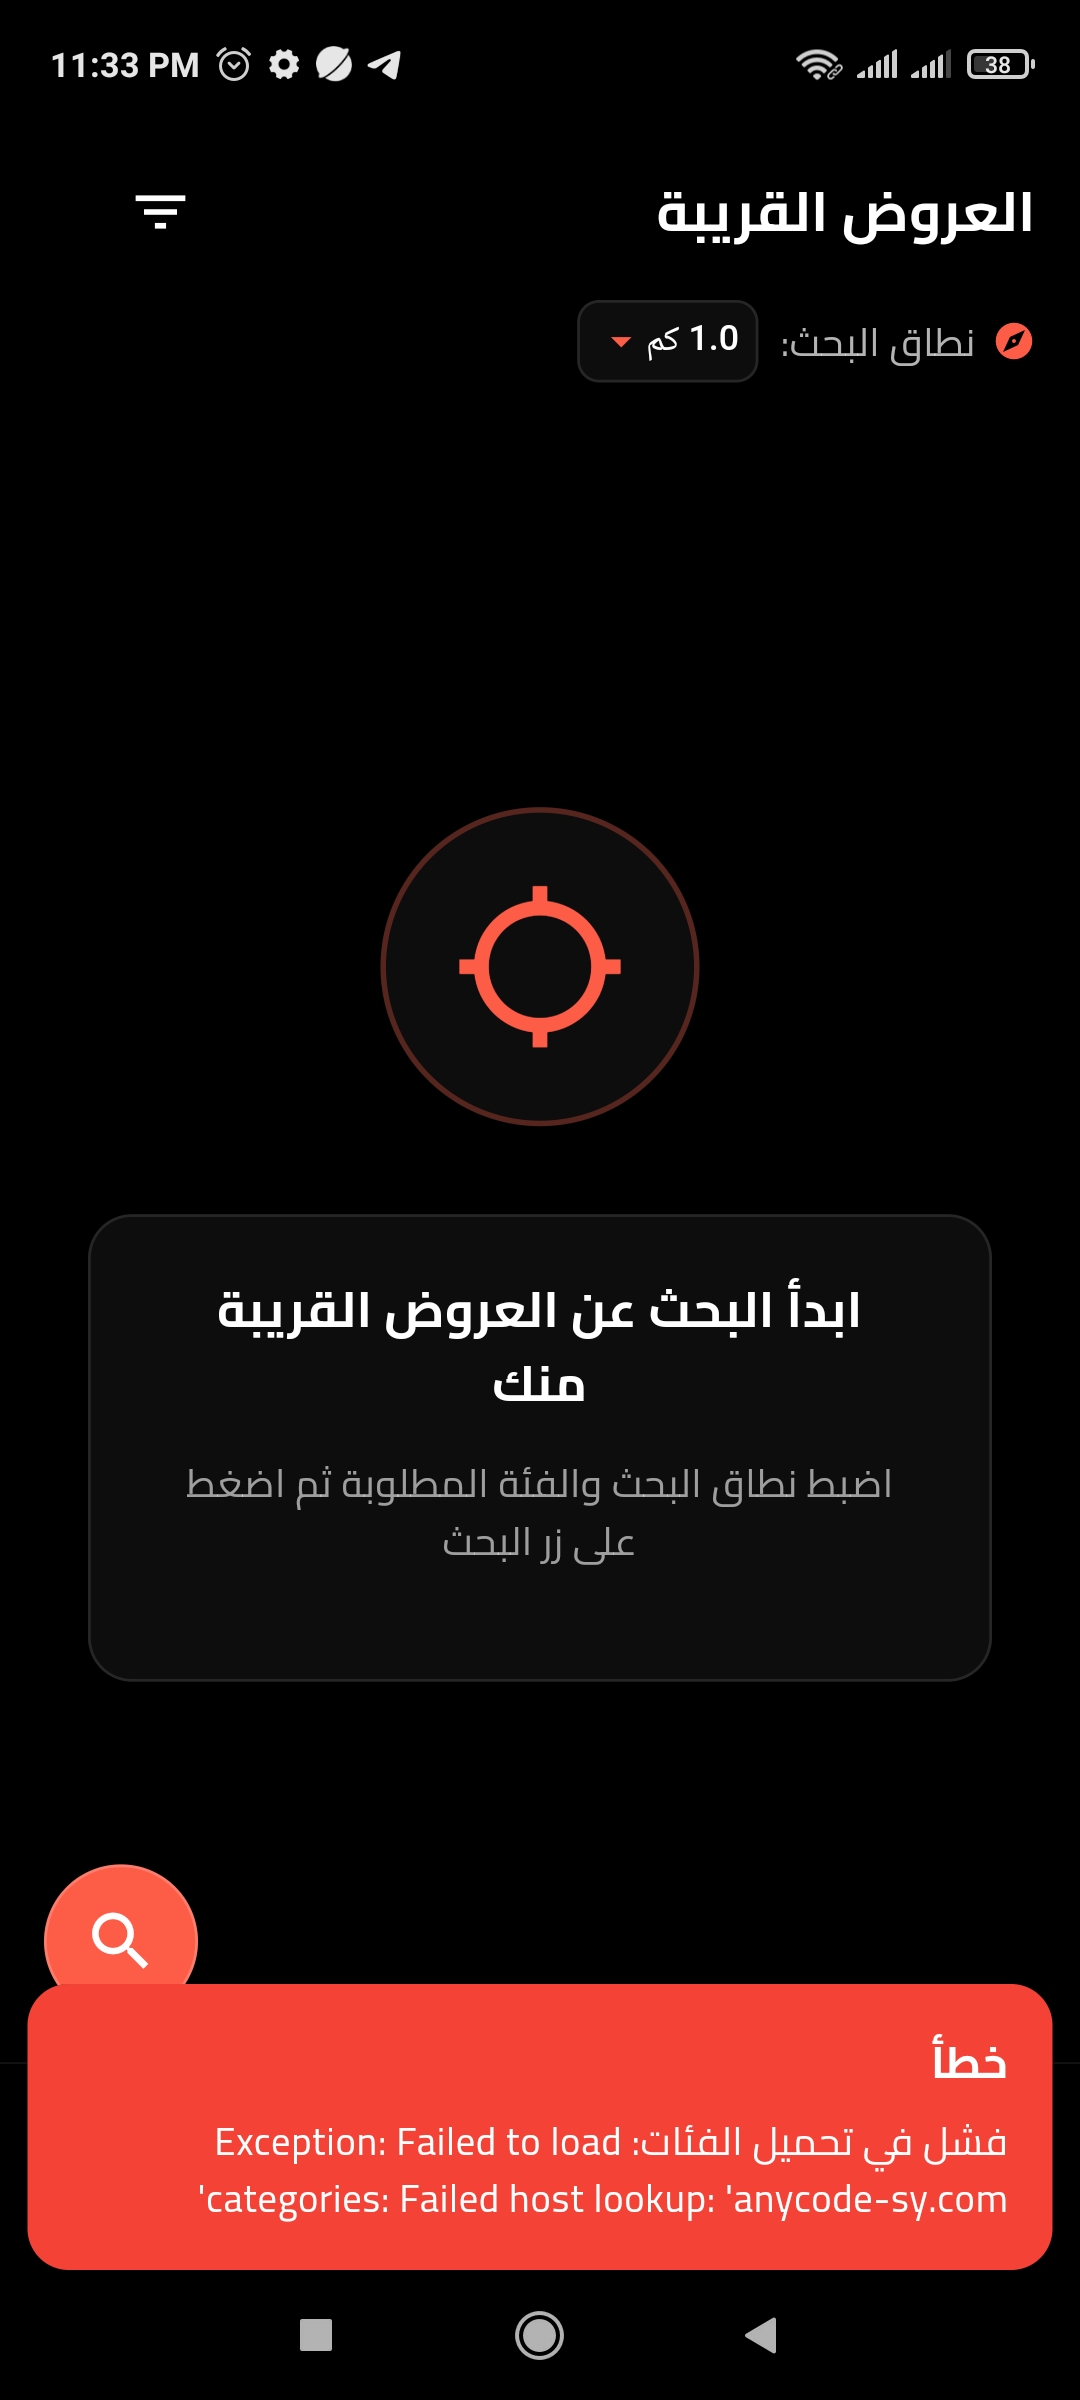 11:33 PM
38
العروض القريبة
نطاق البحث:
1.0 كم
ابدأ البحث عن العروض القريبة
منك
اضبط نطاق البحث والفئة المطلوبة ثم اضغط
على زر البحث
خطأ
فشل في تحميل الفئات: Exception: Failed to load
categories: Failed host lookup: 'anycode-sy.com'